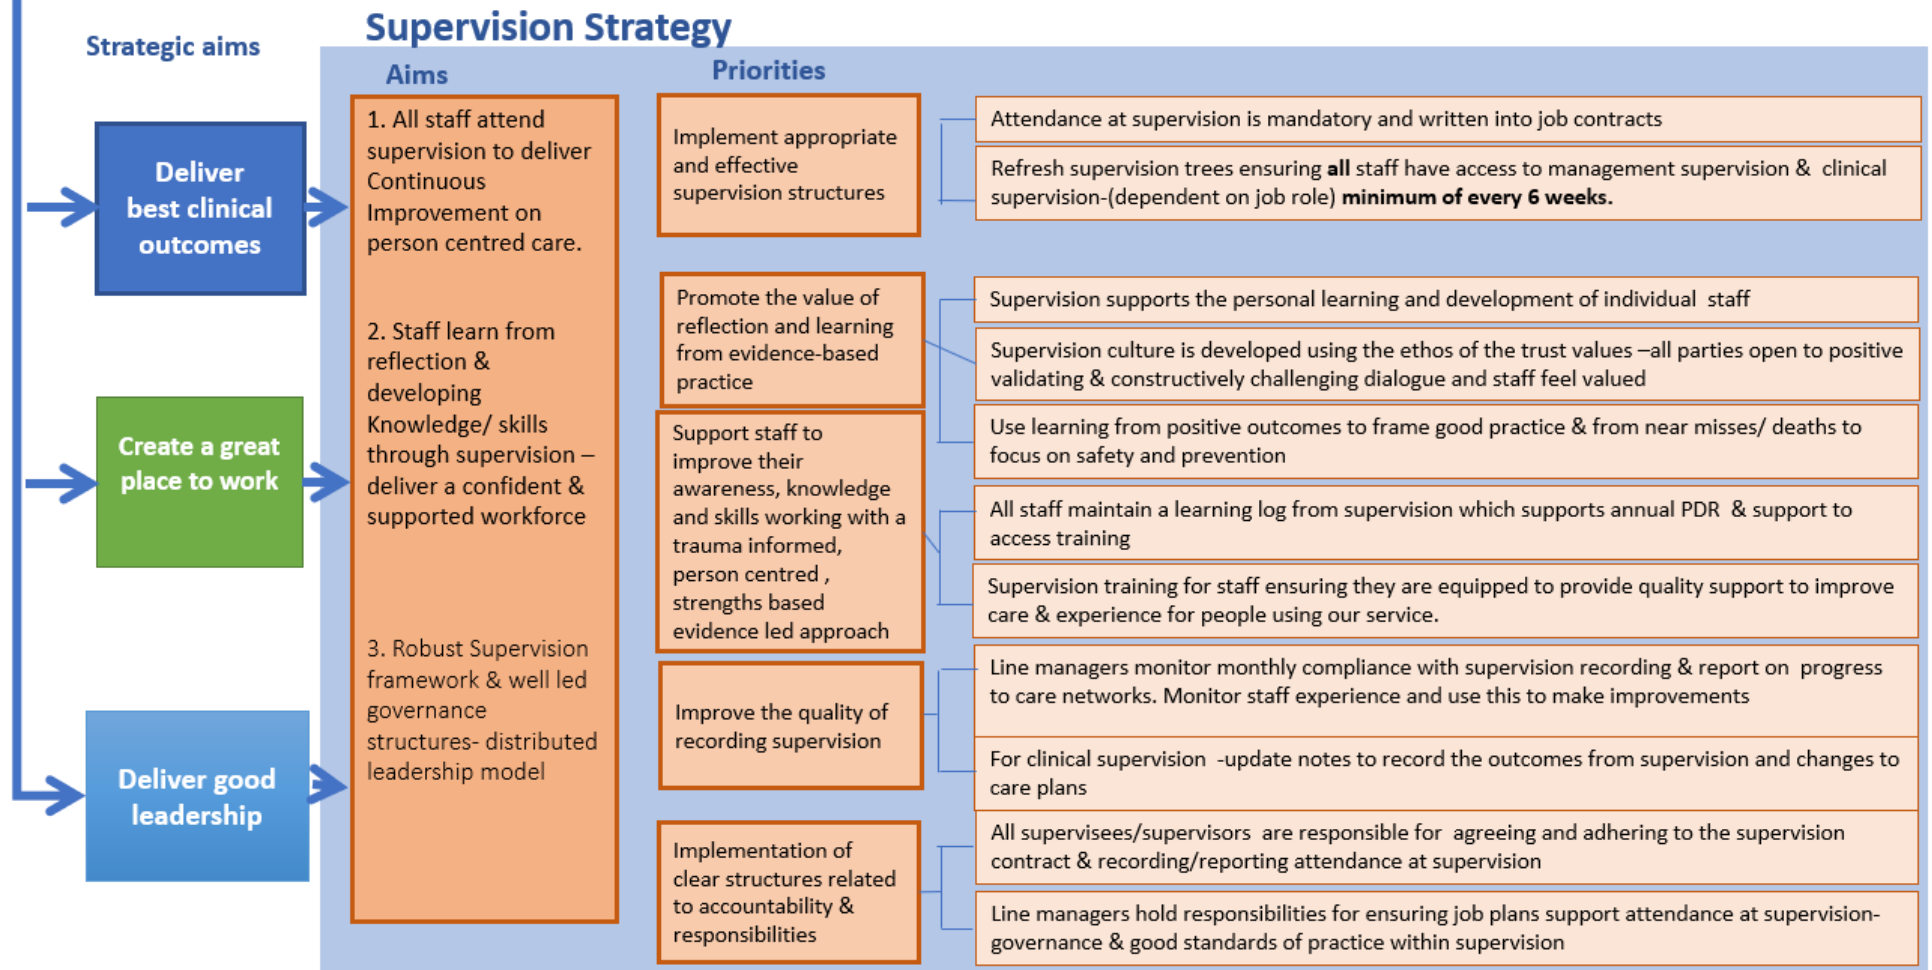 Supervision Strategy
Strategic aims
Aims
Priorities
Deliver
best clinical
outcomes
Create a great
place to work
Deliver good
leadership
1. All staff attend
supervision to deliver
Continuous
Improvement on
person centred care.
2. Staff learn from
reflection &
developing
Knowledge/ skills
through supervision –
deliver a confident &
supported workforce
3. Robust Supervision
framework & well led
governance
structures- distributed
leadership model
Implement appropriate
and effective
supervision structures
Attendance at supervision is mandatory and written into job contracts
Refresh supervision trees ensuring all staff have access to management supervision & clinical
supervision-(dependent on job role) minimum of every 6 weeks.
Promote the value of
reflection and learning
from evidence-based
practice
Supervision supports the personal learning and development of individual staff
Supervision culture is developed using the ethos of the trust values –all parties open to positive
validating & constructively challenging dialogue and staff feel valued
Use learning from positive outcomes to frame good practice & from near misses/ deaths to
focus on safety and prevention
Support staff to
improve their
awareness, knowledge
and skills working with a
trauma informed,
person centred ,
strengths based
evidence led approach
All staff maintain a learning log from supervision which supports annual PDR & support to
access training
Supervision training for staff ensuring they are equipped to provide quality support to improve
care & experience for people using our service.
Improve the quality of
recording supervision
Line managers monitor monthly compliance with supervision recording & report on progress
to care networks. Monitor staff experience and use this to make improvements
For clinical supervision -update notes to record the outcomes from supervision and changes to
care plans
Implementation of
clear structures related
to accountability &
responsibilities
All supervisees/supervisors are responsible for agreeing and adhering to the supervision
contract & recording/reporting attendance at supervision
Line managers hold responsibilities for ensuring job plans support attendance at supervision-
governance & good standards of practice within supervision